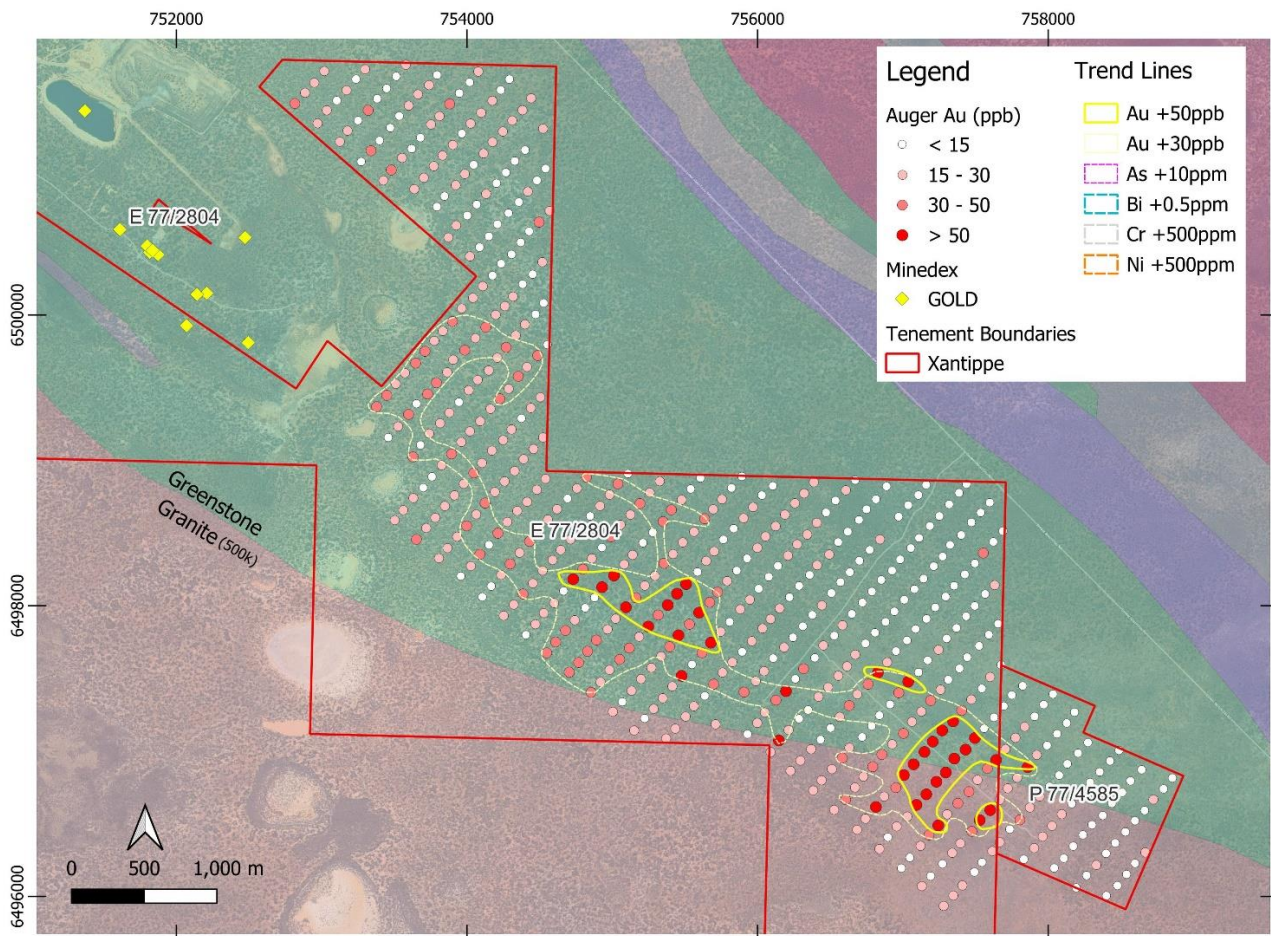 752000
754000
756000
758000
Legend
Auger Au (ppb)
< 15
15 - 30
30 - 50
> 50
Minedex
GOLD
Tenement Boundaries
Xantippe
Trend Lines
Au +50ppb
Au +30ppb
As +10ppm
Bi +0.5ppm
Cr +500ppm
Ni +500ppm
E 77/2804
6500000
Greenstone
Granite (500k)
E 77/2804
6498000
P 77/4585
0 500 1,000 m
6496000